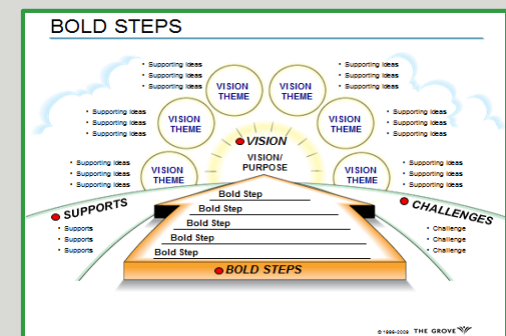 BOLD STEPS
• Supporting Ideas
• Supporting Ideas
• Supporting Ideas
VISION
THEME
VISION
THEME
• Supporting Ideas
• Supporting Ideas
• Supporting Ideas
• Supporting Ideas
• Supporting Ideas
• Supporting Ideas
VISION
THEME
VISION
THEME
• Supporting Ideas
• Supporting Ideas
• Supporting Ideas
VISION
VISION/
PURPOSE
• Supporting Ideas
• Supporting Ideas
• Supporting Ideas
VISION
THEME
VISION
THEME
• Supporting Ideas
• Supporting Ideas
• Supporting Ideas
SUPPORTS
• Supports
• Supports
• Supports
Bold Step
Bold Step
Bold Step
Bold Step
Bold Step
BOLD STEPS
CHALLENGES
• Challenge
• Challenge
• Challenge
THE GROVE